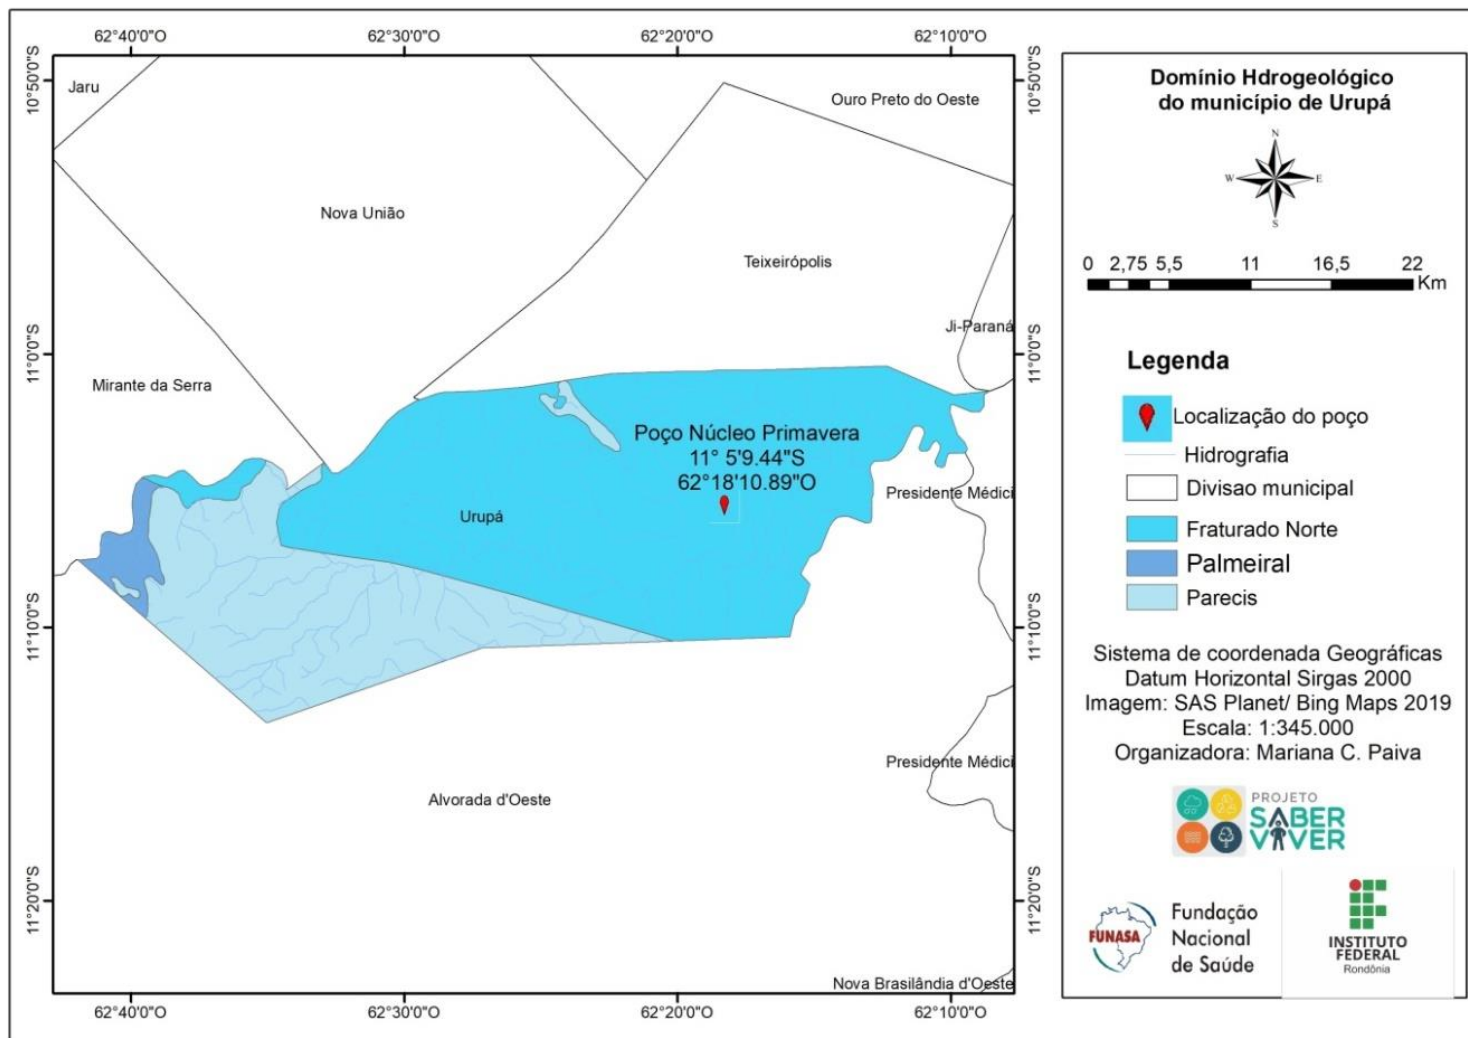 62°40'0"O
62°30'0"O
62°20'0"O
62°10'0"O
10°50'0"S
10°50'0"S
Jaru
Ouro Preto do Oeste
Nova União
Teixeirópolis
Ji-Paraná
11°0'0"S
11°0'0"S
Mirante da Serra
Poço Núcleo Primavera
11° 5'9.44"S
62°18'10.89"O
Presidente Médici
Urupá
11°10'0"S
11°10'0"S
Presidente Médici
Alvorada d'Oeste
11°20'0"S
11°20'0"S
Nova Brasilândia d'Oeste
62°40'0"O
62°30'0"O
62°20'0"O
62°10'0"O
Domínio Hdrogeológico
do município de Urupá
N
W
E
S
0 2,75 5,5 11 16,5 22
Km
Legenda
Localização do poço
Hidrografia
Divisao municipal
Fraturado Norte
Palmeiral
Parecis
Sistema de coordenada Geográficas
Datum Horizontal Sirgas 2000
Imagem: SAS Planet/ Bing Maps 2019
Escala: 1:345.000
Organizadora: Mariana C. Paiva
PROJETO
SABER
VIVER
FUNASA
Fundação
Nacional
de Saúde
INSTITUTO
FEDERAL
Rondônia